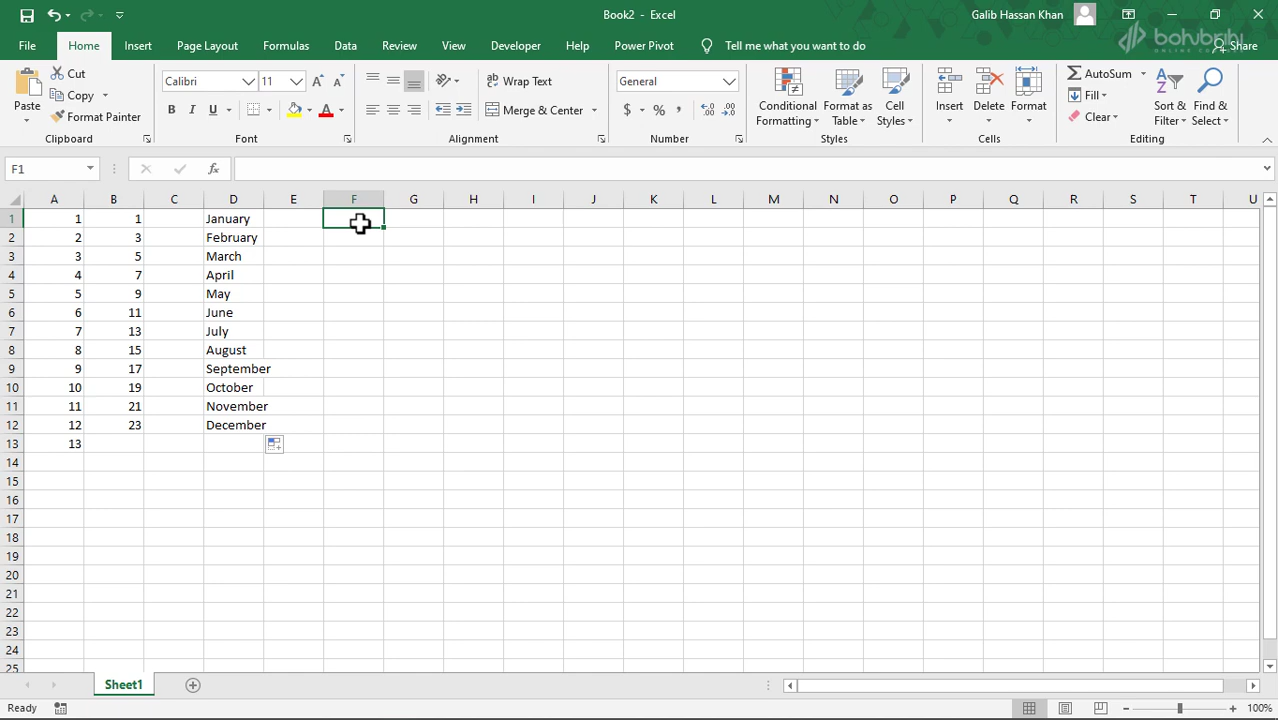 Book2 - Excel
Galib Hassan Khan
bohubrihi
ONLINE COURSES
File Home Insert Page Layout Formulas Data Review View Developer Help Power Pivot Tell me what you want to do Share
Paste
Cut
Copy
Format Painter
Clipboard
Calibri 11
B I U
Font
Wrap Text
Merge & Center
Alignment
General
$ % ,
Number
Conditional Formatting
Format as Table
Cell Styles
Styles
Insert
Delete
Format
Cells
AutoSum
Fill
Clear
Sort & Filter
Find & Select
Editing
F1 fx
A B C D E F G H I J K L M N O P Q R S T U
1 1 1 January
2 2 3 February
3 3 5 March
4 4 7 April
5 5 9 May
6 6 11 June
7 7 13 July
8 8 15 August
9 9 17 September
10 10 19 October
11 11 21 November
12 12 23 December
13 13
14
15
16
17
18
19
20
21
22
23
24
25
Sheet1
Ready
100%